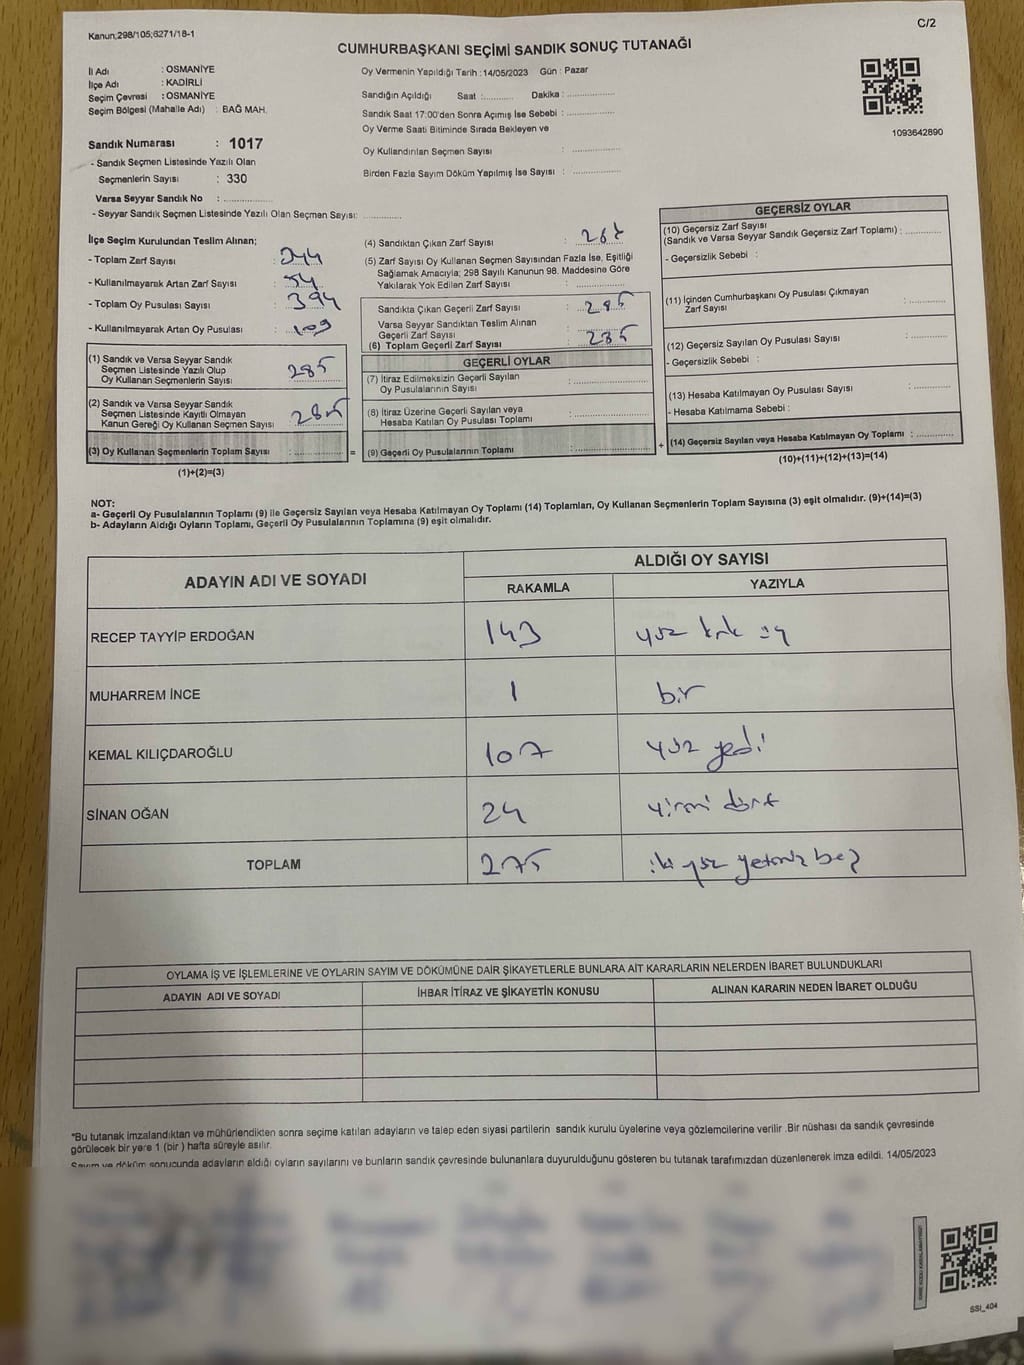 Kanun;298/105;6271/18-1
C/2
CUMHURBAŞKANI SEÇİMİ SANDIK SONUÇ TUTANAĞI
İl Adı : OSMANİYE
İlçe Adı : KADİRLİ
Seçim Çevresi : OSMANİYE
Seçim Bölgesi (Mahalle Adı) : BAĞ MAH.
Sandık Numarası : 1017
- Sandık Seçmen Listesinde Yazılı Olan
Seçmenlerin Sayısı : 330
Varsa Seyyar Sandık No : ..............
- Seyyar Sandık Seçmen Listesinde Yazılı Olan Seçmen Sayısı: ............
Oy Vermenin Yapıldığı Tarih : 14/05/2023 Gün : Pazar
Sandığın Açıldığı Saat :......... Dakika : ..............
Sandık Saat 17:00'den Sonra Açımış İse Sebebi : ..............
Oy Verme Saati Bitiminde Sırada Bekleyen ve
Oy Kullandırılan Seçmen Sayısı : ..............
Birden Fazla Sayım Döküm Yapılmış İse Sayısı : ..............
1093642890
İlçe Seçim Kurulundan Teslim Alınan;
- Toplam Zarf Sayısı : 344
- Kullanılmayarak Artan Zarf Sayısı : 54
- Toplam Oy Pusulası Sayısı : 394
- Kullanılmayarak Artan Oy Pusulası : 109
(1) Sandık ve Varsa Seyyar Sandık
Seçmen Listesinde Yazılı Olup
Oy Kullanan Seçmenlerin Sayısı : 285
(2) Sandık ve Varsa Seyyar Sandık
Seçmen Listesinde Kayıtlı Olmayan
Kanun Gereği Oy Kullanan Seçmen Sayısı : 285
(3) Oy Kullanan Seçmenlerin Toplam Sayısı : .............. =
(1)+(2)=(3)
(4) Sandıktan Çıkan Zarf Sayısı :
(5) Zarf Sayısı Oy Kullanan Seçmen Sayısından Fazla İse, Eşitliği
Sağlamak Amacıyla; 298 Sayılı Kanunun 98. Maddesine Göre
Yakılarak Yok Edilen Zarf Sayısı : ..............
Sandıkta Çıkan Geçerli Zarf Sayısı : 285
Varsa Seyyar Sandıktan Teslim Alınan
Geçerli Zarf Sayısı :
(6) Toplam Geçerli Zarf Sayısı : 285
GEÇERLİ OYLAR
(7) İtiraz Edilmeksizin Geçerli Sayılan
Oy Pusulalarının Sayısı : ..............
(8) İtiraz Üzerine Geçerli Sayılan veya
Hesaba Katılan Oy Pusulası Toplamı : ..............
(9) Geçerli Oy Pusulalarının Toplamı : .............. +
GEÇERSİZ OYLAR
(10) Geçersiz Zarf Sayısı
(Sandık ve Varsa Seyyar Sandık Geçersiz Zarf Toplamı) : ............
- Geçersizlik Sebebi :
(11) İçinden Cumhurbaşkanı Oy Pusulası Çıkmayan
Zarf Sayısı : ............
(12) Geçersiz Sayılan Oy Pusulası Sayısı : ............
- Geçersizlik Sebebi :
(13) Hesaba Katılmayan Oy Pusulası Sayısı : ............
- Hesaba Katılmama Sebebi :
(14) Geçersiz Sayılan veya Hesaba Katılmayan Oy Toplamı : ............
(10)+(11)+(12)+(13)=(14)
NOT:
a- Geçerli Oy Pusulalarının Toplamı (9) ile Geçersiz Sayılan veya Hesaba Katılmayan Oy Toplamı (14) Toplamları, Oy Kullanan Seçmenlerin Toplam Sayısına (3) eşit olmalıdır. (9)+(14)=(3)
b- Adayların Aldığı Oyların Toplamı, Geçerli Oy Pusulalarının Toplamına (9) eşit olmalıdır.
ADAYIN ADI VE SOYADI
ALDIĞI OY SAYISI
RAKAMLA YAZIYLA
RECEP TAYYİP ERDOĞAN 143 yüz kırk üç
MUHARREM İNCE 1 bir
KEMAL KILIÇDAROĞLU 107 yüz yedi
SİNAN OĞAN 24 yirmi dört
TOPLAM 275 iki yüz yetmiz beş
OYLAMA İŞ VE İŞLEMLERİNE VE OYLARIN SAYIM VE DÖKÜMÜNE DAİR ŞİKAYETLERLE BUNLARA AİT KARARLARIN NELERDEN İBARET BULUNDUKLARI
ADAYIN ADI VE SOYADI İHBAR İTİRAZ VE ŞİKAYETİN KONUSU ALINAN KARARIN NEDEN İBARET OLDUĞU
*Bu tutanak imzalandıktan ve mühürlendikten sonra seçime katılan adayların ve talep eden siyasi partilerin sandık kurulu üyelerine veya gözlemcilerine verilir .Bir nüshası da sandık çevresinde
görülecek bir yere 1 (bir ) hafta süreyle asılır.
Sayım ve döküm sonucunda adayların aldığı oyların sayılarını ve bunların sandık çevresinde bulunanlara duyurulduğunu gösteren bu tutanak tarafımızdan düzenlenerek imza edildi. 14/05/2023
SSI_404